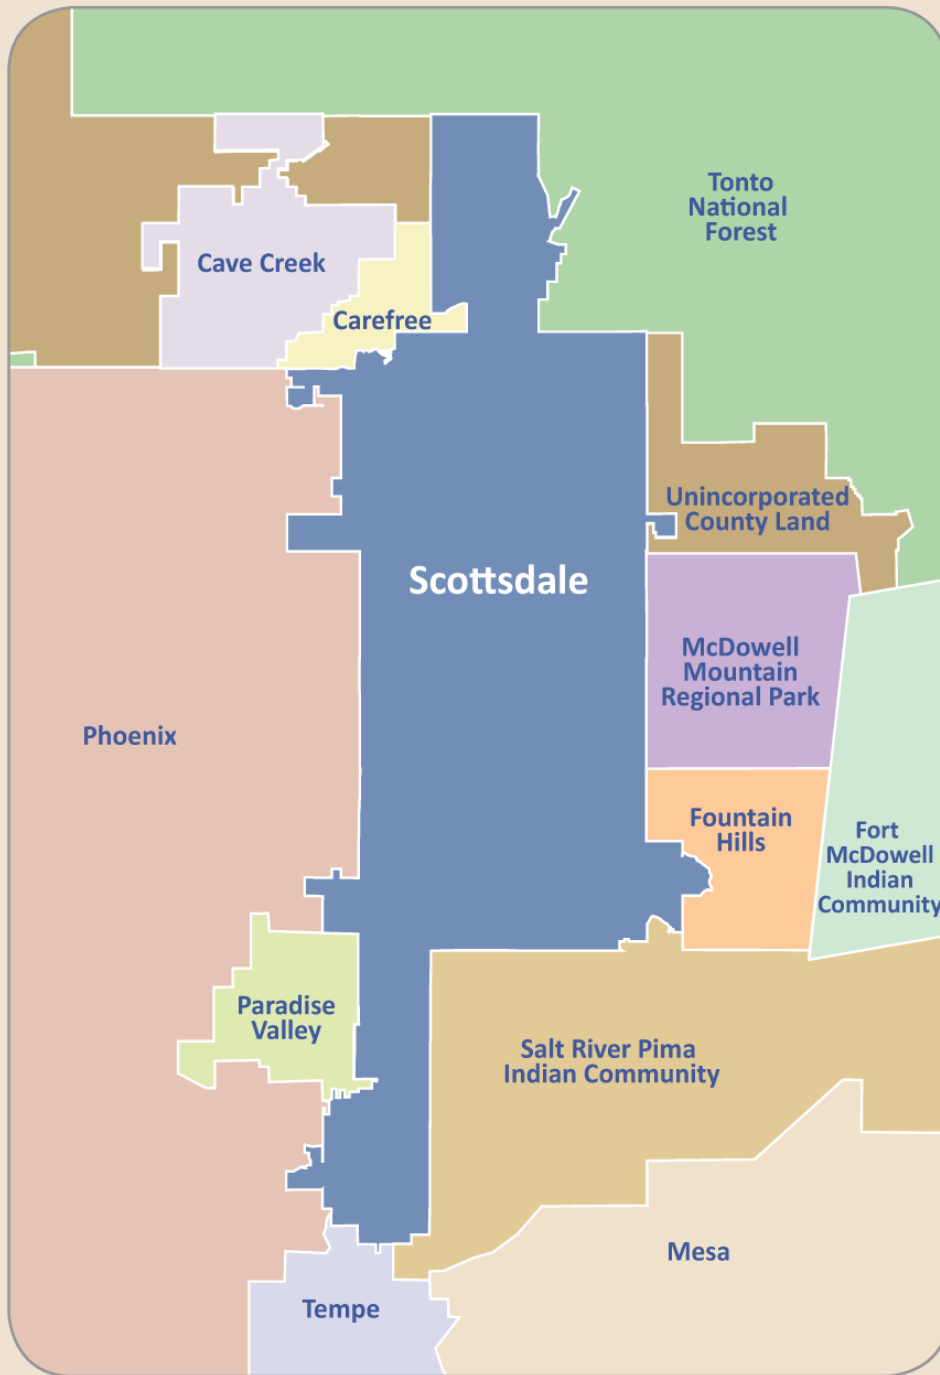 Tonto
National
Forest
Cave Creek
Carefree
Unincorporated
County Land
Scottsdale
McDowell
Mountain
Regional Park
Phoenix
Fountain
Hills
Fort
McDowell
Indian
Community
Paradise
Valley
Salt River Pima
Indian Community
Mesa
Tempe